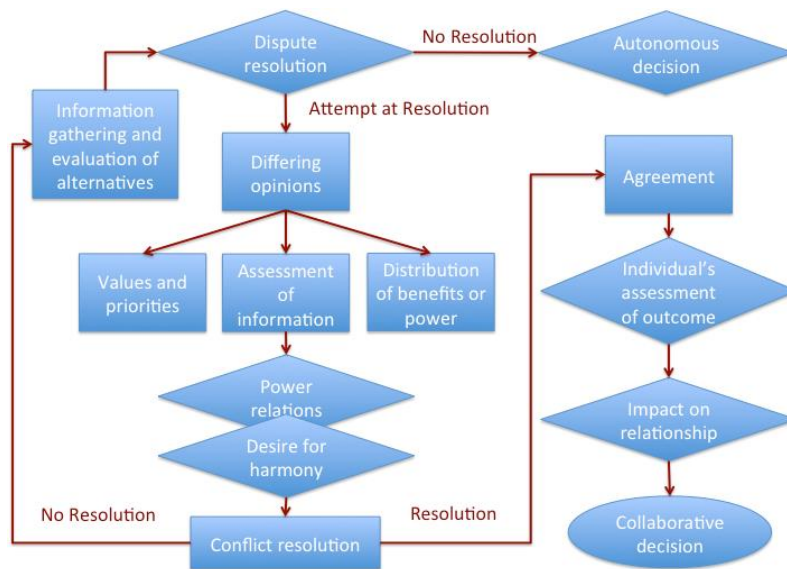 Dispute
resolution
No Resolution
Autonomous
decision
Attempt at Resolution
Information
gathering and
evaluation of
alternatives
Differing
opinions
Agreement
Values and
priorities
Assessment
of
information
Distribution
of benefits or
power
Individual's
assessment
of outcome
Power
relations
Desire for
harmony
Impact on
relationship
No Resolution
Conflict resolution
Resolution
Collaborative
decision